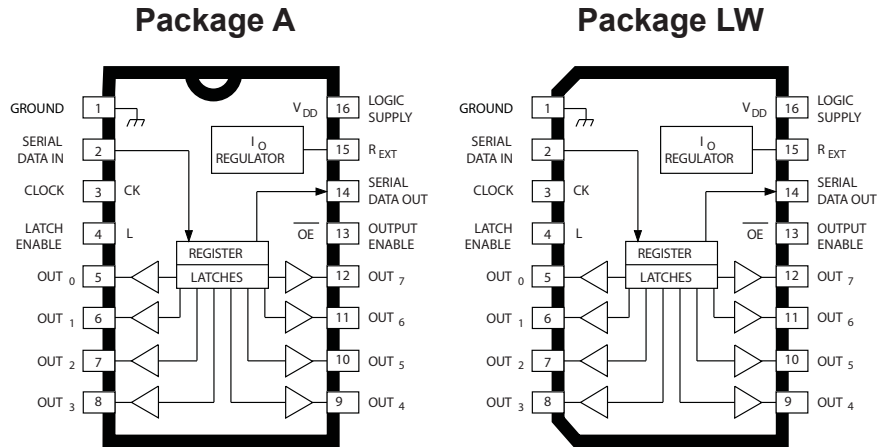 Package A
GROUND 1 V DD 16 LOGIC SUPPLY
SERIAL DATA IN 2 I O REGULATOR 15 R EXT
CLOCK 3 CK 14 SERIAL DATA OUT
LATCH ENABLE 4 L OE 13 OUTPUT ENABLE
REGISTER
OUT 0 5 LATCHES 12 OUT 7
OUT 1 6 11 OUT 6
OUT 2 7 10 OUT 5
OUT 3 8 9 OUT 4
Package LW
GROUND 1 V DD 16 LOGIC SUPPLY
SERIAL DATA IN 2 I O REGULATOR 15 R EXT
CLOCK 3 CK 14 SERIAL DATA OUT
LATCH ENABLE 4 L OE 13 OUTPUT ENABLE
REGISTER
OUT 0 5 LATCHES 12 OUT 7
OUT 1 6 11 OUT 6
OUT 2 7 10 OUT 5
OUT 3 8 9 OUT 4